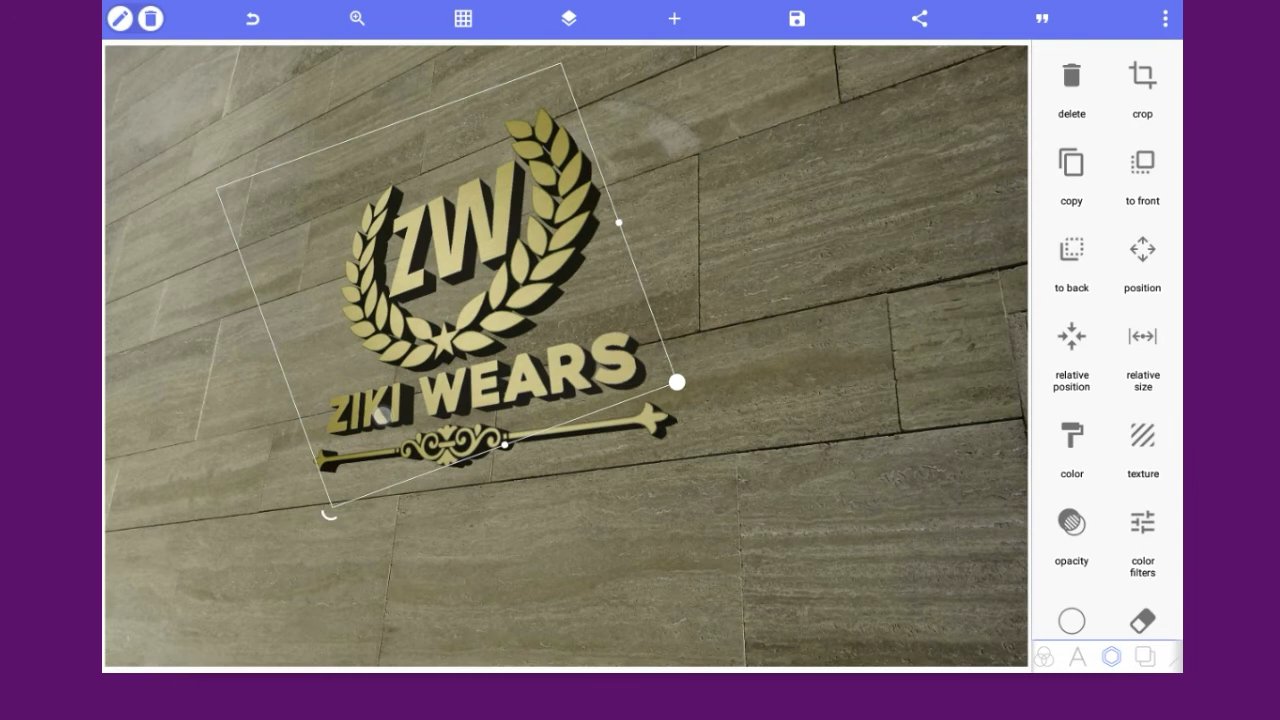 ZW
ZIKI WEARS
delete crop
copy to front
to back position
relative position relative size
color texture
opacity color filters
A